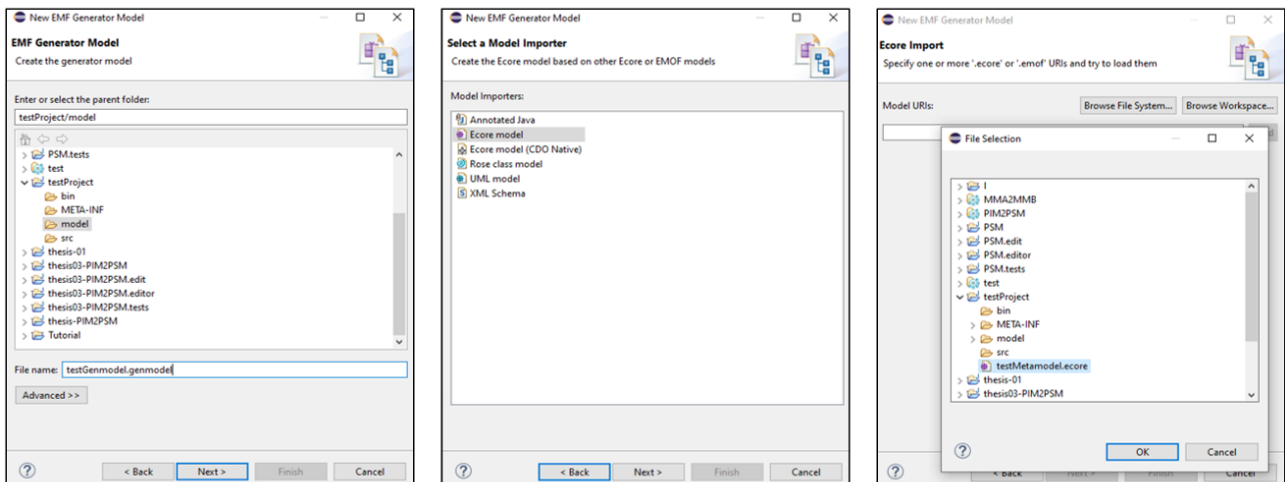 New EMF Generator Model
EMF Generator Model
Create the generator model
Enter or select the parent folder:
testProject/model
PSM.tests
test
testProject
bin
META-INF
model
src
thesis-01
thesis03-PIM2PSM
thesis03-PIM2PSM.edit
thesis03-PIM2PSM.editor
thesis03-PIM2PSM.tests
thesis-PIM2PSM
Tutorial
File name: testGenmodel.genmodel
Advanced >>
< Back Next > Finish Cancel
New EMF Generator Model
Select a Model Importer
Create the Ecore model based on other Ecore or EMOF models
Model Importers:
Annotated Java
Ecore model
Ecore model (CDO Native)
Rose class model
UML model
XML Schema
< Back Next > Finish Cancel
New EMF Generator Model
Ecore Import
Specify one or more '.ecore' or '.emof' URIs and try to load them
Model URIs: Browse File System... Browse Workspace...
File Selection
I
MMA2MMB
PIM2PSM
PSM
PSM.edit
PSM.editor
PSM.tests
test
testProject
bin
META-INF
model
src
testMetamodel.ecore
thesis-01
thesis03-PIM2PSM
OK Cancel
< Back Next > Finish Cancel